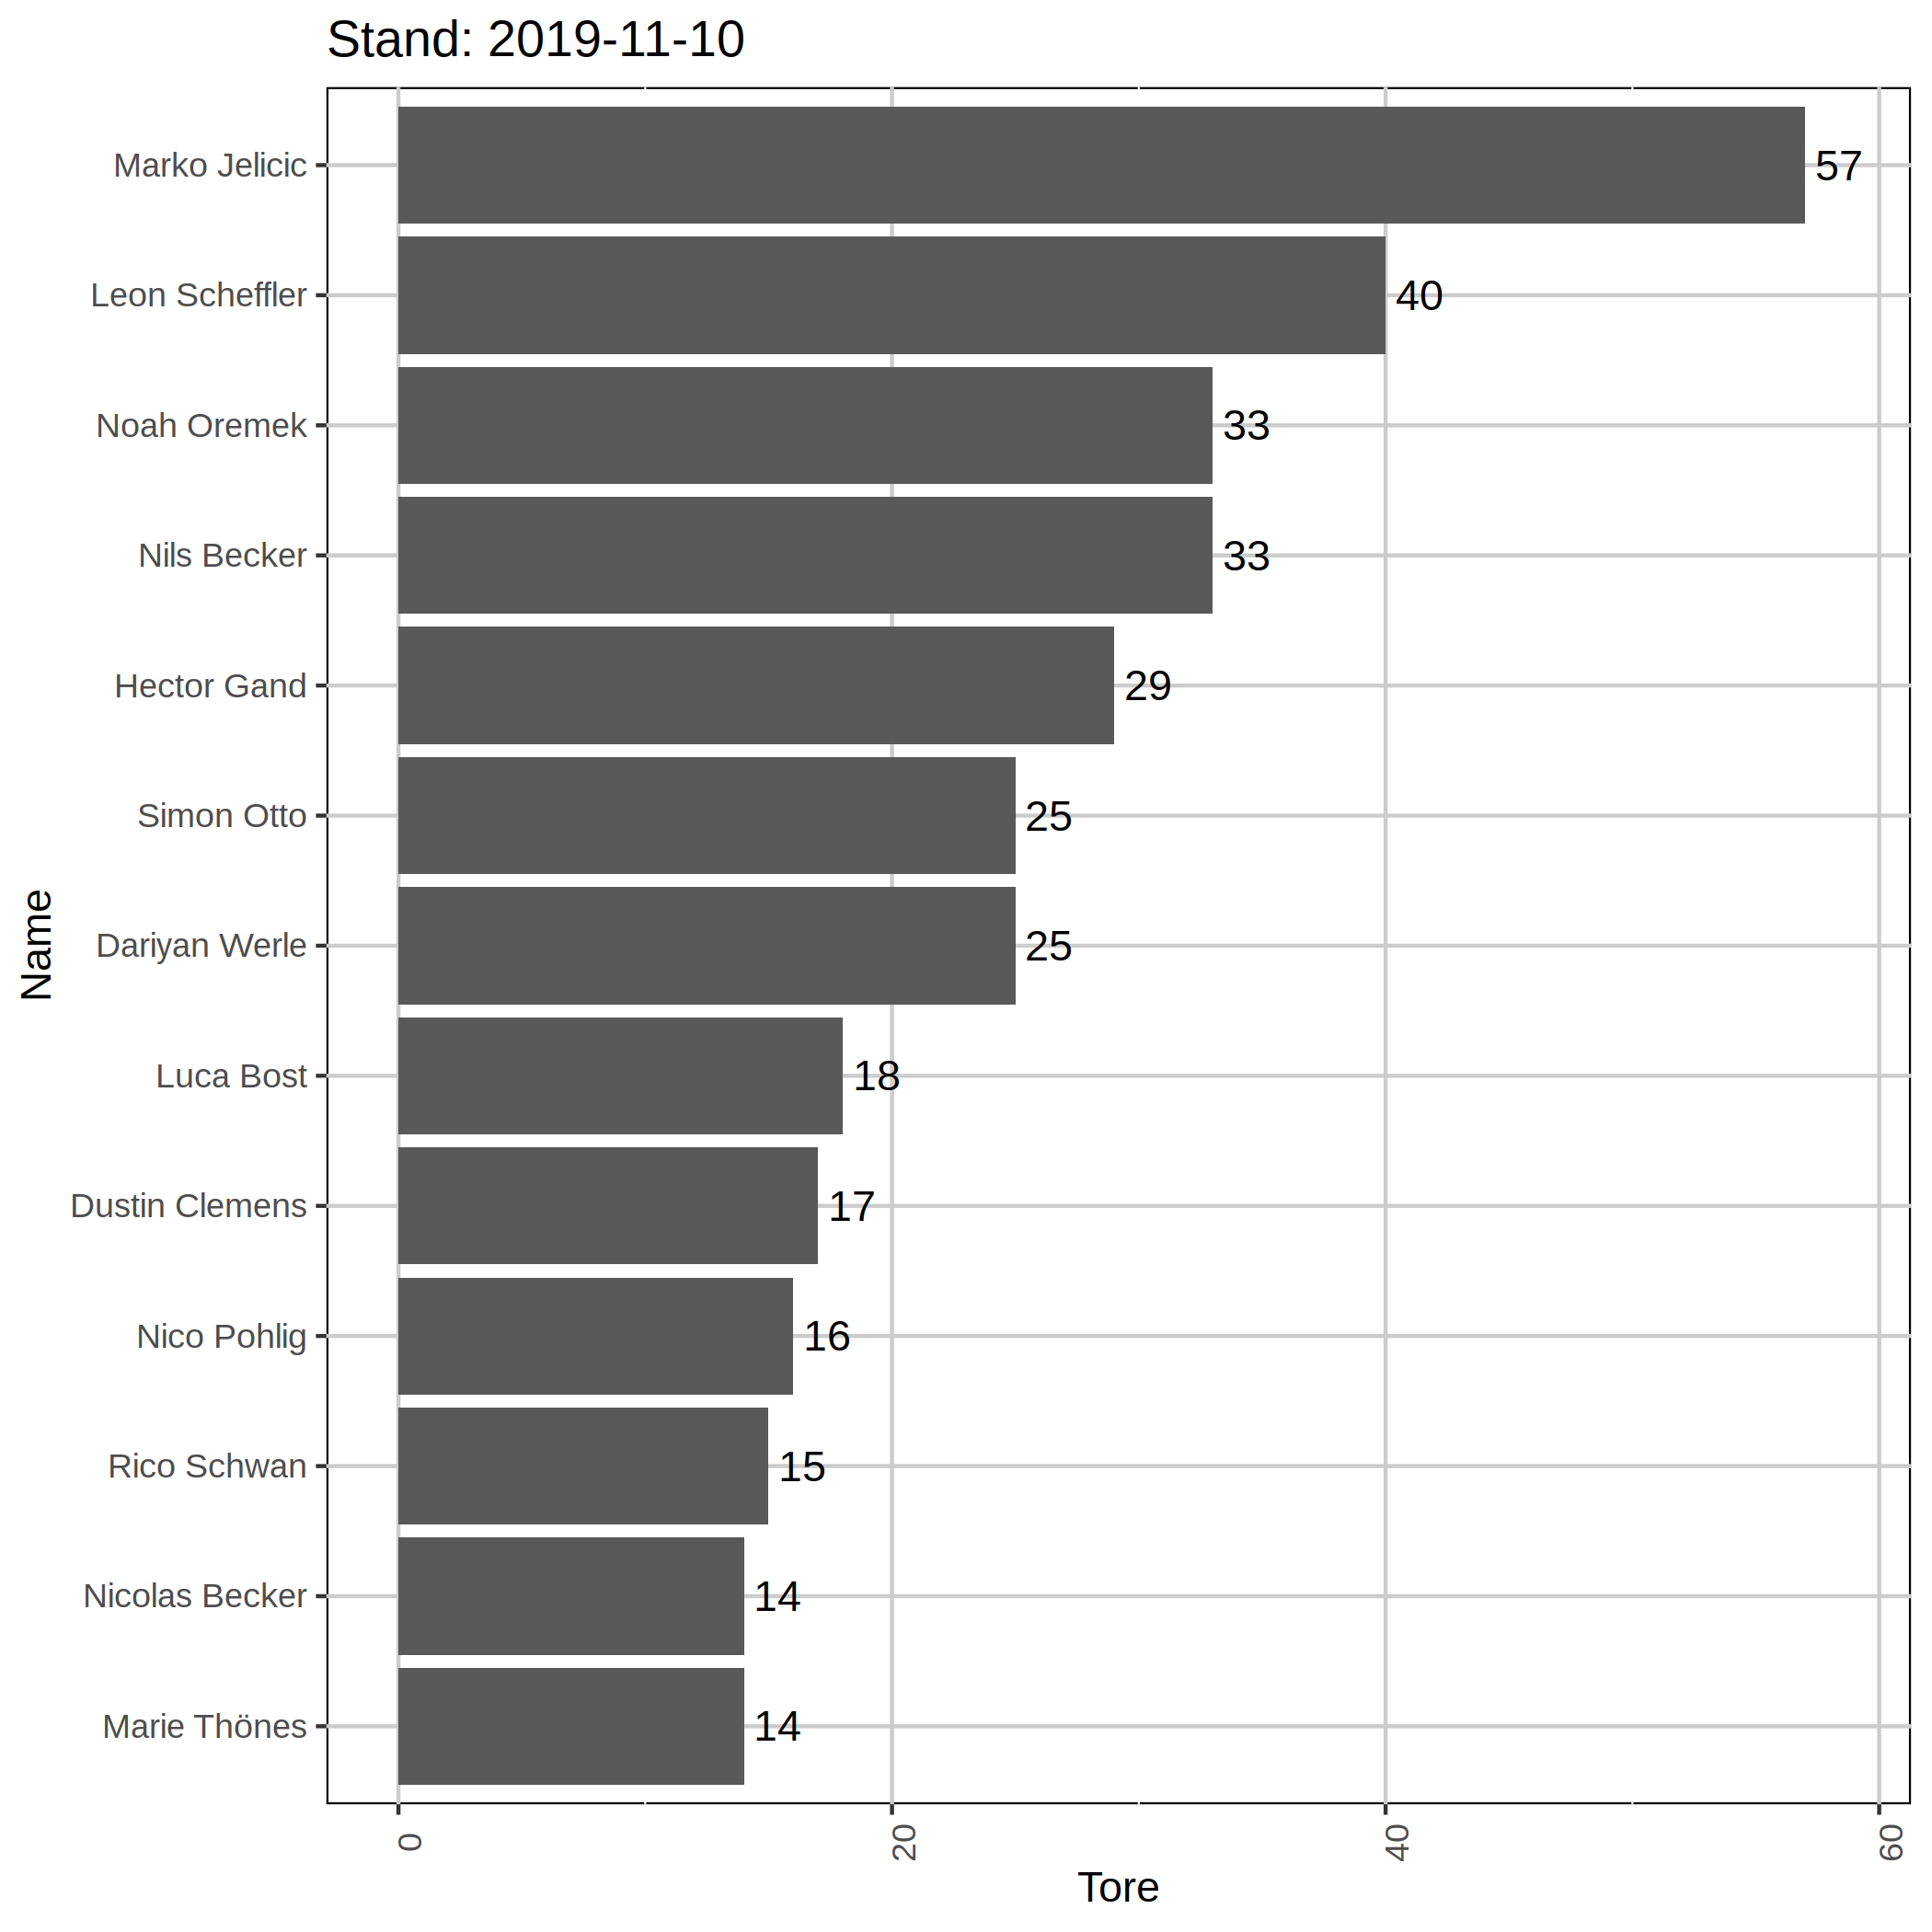 Stand: 2019-11-10
Name
Marko Jelicic 57
Leon Scheffler 40
Noah Oremek 33
Nils Becker 33
Hector Gand 29
Simon Otto 25
Dariyan Werle 25
Luca Bost 18
Dustin Clemens 17
Nico Pohlig 16
Rico Schwan 15
Nicolas Becker 14
Marie Thönes 14
0 20 40 60
Tore